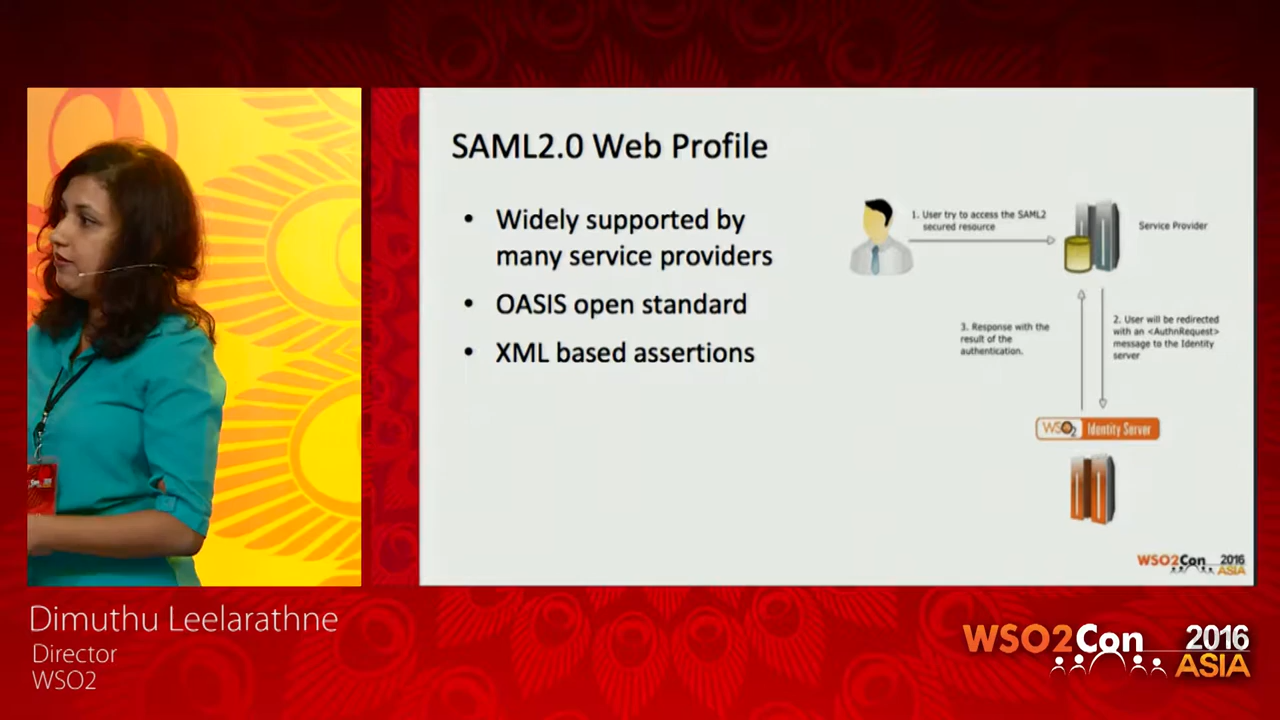 SAML2.0 Web Profile
• Widely supported by
many service providers
• OASIS open standard
• XML based assertions
1. User try to access the SAML2
secured resource
Service Provider
3. Response with the
result of the
authentication.
2. User will be redirected
with an <AuthnRequest>
message to the Identity
server
WSO2 Identity Server
WSO2Con 2016
ASIA
Dimuthu Leelarathne
Director
WSO2
WSO2Con 2016
ASIA